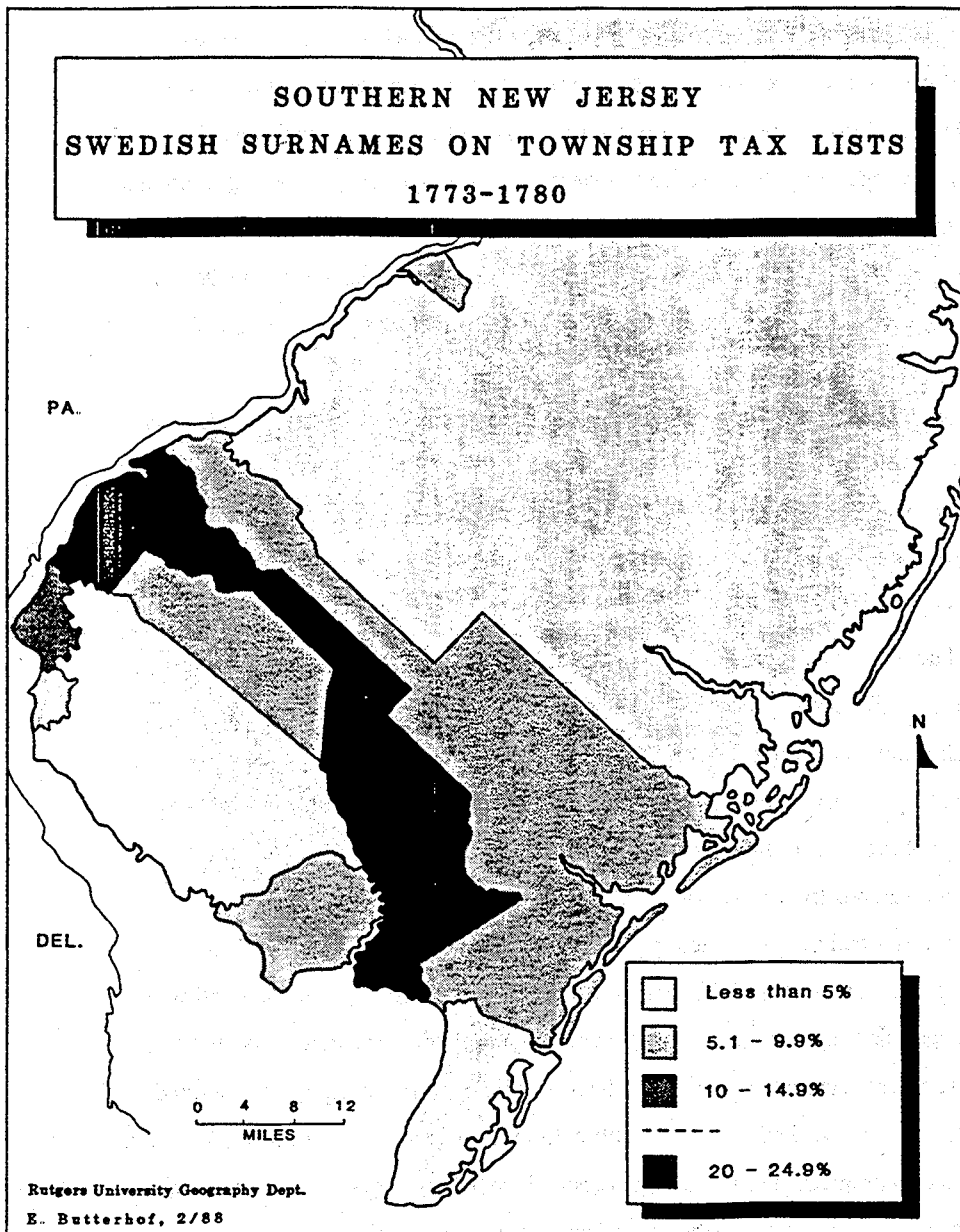 SOUTHERN NEW JERSEY
SWEDISH SURNAMES ON TOWNSHIP TAX LISTS
1773-1780
PA.
N
DEL.
Less than 5%
5.1 - 9.9%
10 - 14.9%
-----
20 - 24.9%
0 4 8 12
MILES
Rutgers University Geography Dept.
E. Butterhof, 2/88